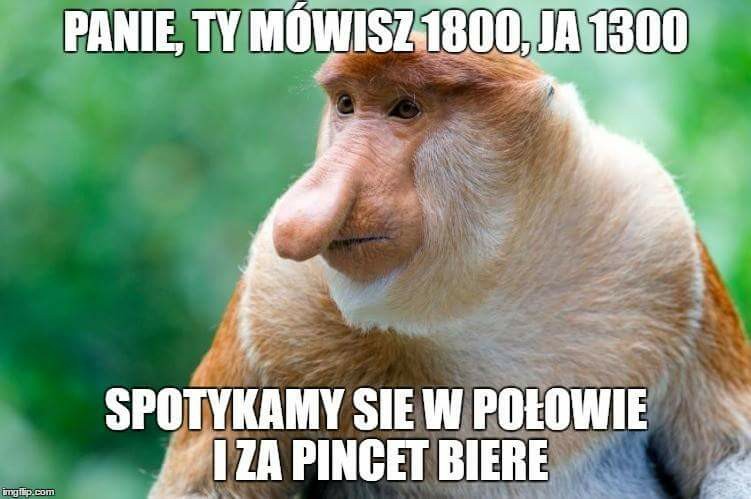 PANIE, TY MÓWISZ 1800, JA 1300
SPOTYKAMY SIE W POŁOWIE
I ZA PINCET BIERE
imgflip.com